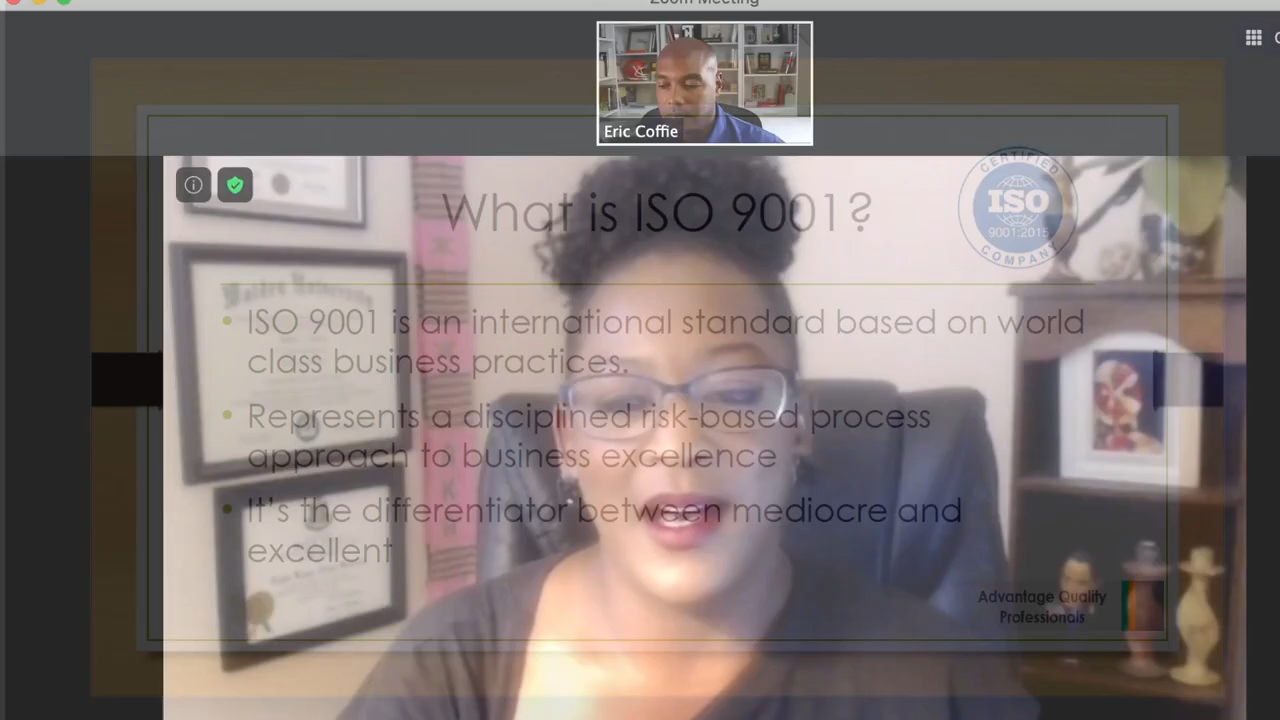 Zoom Meeting
Eric Coffie
What is ISO 9001?
CERTIFIED
ISO
9001:2015
COMPANY
Walden University
ISO 9001 is an international standard based on world
class business practices.
Represents a disciplined risk-based process
approach to business excellence
It's the differentiator between mediocre and
excellent
Advantage Quality
Professionals